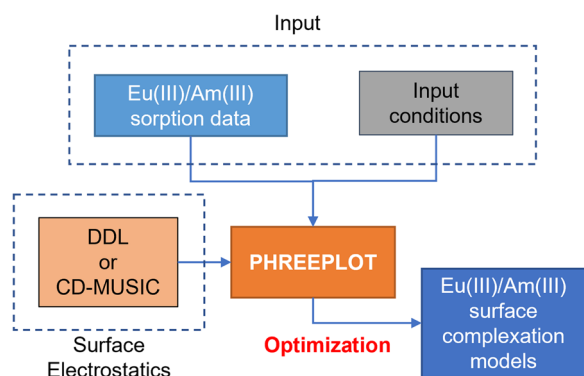 Input
Eu(III)/Am(III)
sorption data
Input
conditions
DDL
or
CD-MUSIC
PHREEPLOT
Surface
Electrostatics
Optimization
Eu(III)/Am(III)
surface
complexation
models